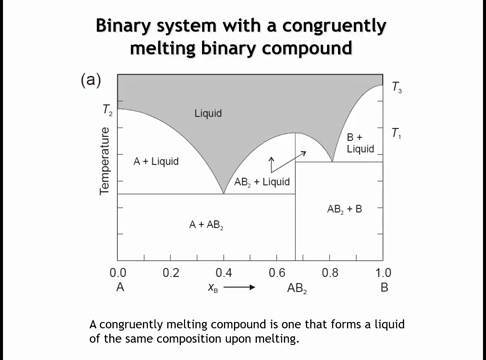 Binary system with a congruently
melting binary compound
(a)
T₂
T₃
T₁
Temperature
Liquid
A + Liquid
AB₂ + Liquid
B +
Liquid
A + AB₂
AB₂ + B
0.0 0.2 0.4 0.6 0.8 1.0
A x_B AB₂ B
A congruently melting compound is one that forms a liquid
of the same composition upon melting.